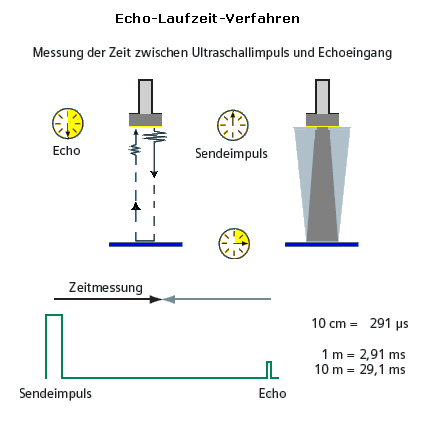 Echo-Laufzeit-Verfahren
Messung der Zeit zwischen Ultraschallimpuls und Echoeingang
Echo
Sendeimpuls
Zeitmessung
10 cm = 291 µs
1 m = 2,91 ms
10 m = 29,1 ms
Sendeimpuls
Echo